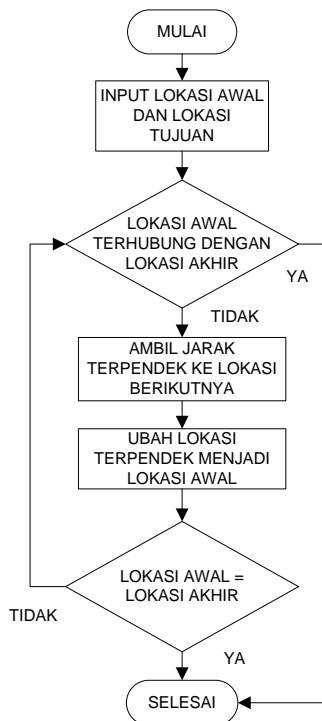 MULAI
INPUT LOKASI AWAL
DAN LOKASI
TUJUAN
LOKASI AWAL
TERHUBUNG DENGAN
LOKASI AKHIR
YA
TIDAK
AMBIL JARAK
TERPENDEK KE LOKASI
BERIKUTNYA
UBAH LOKASI
TERPENDEK MENJADI
LOKASI AWAL
LOKASI AWAL =
LOKASI AKHIR
TIDAK
YA
SELESAI